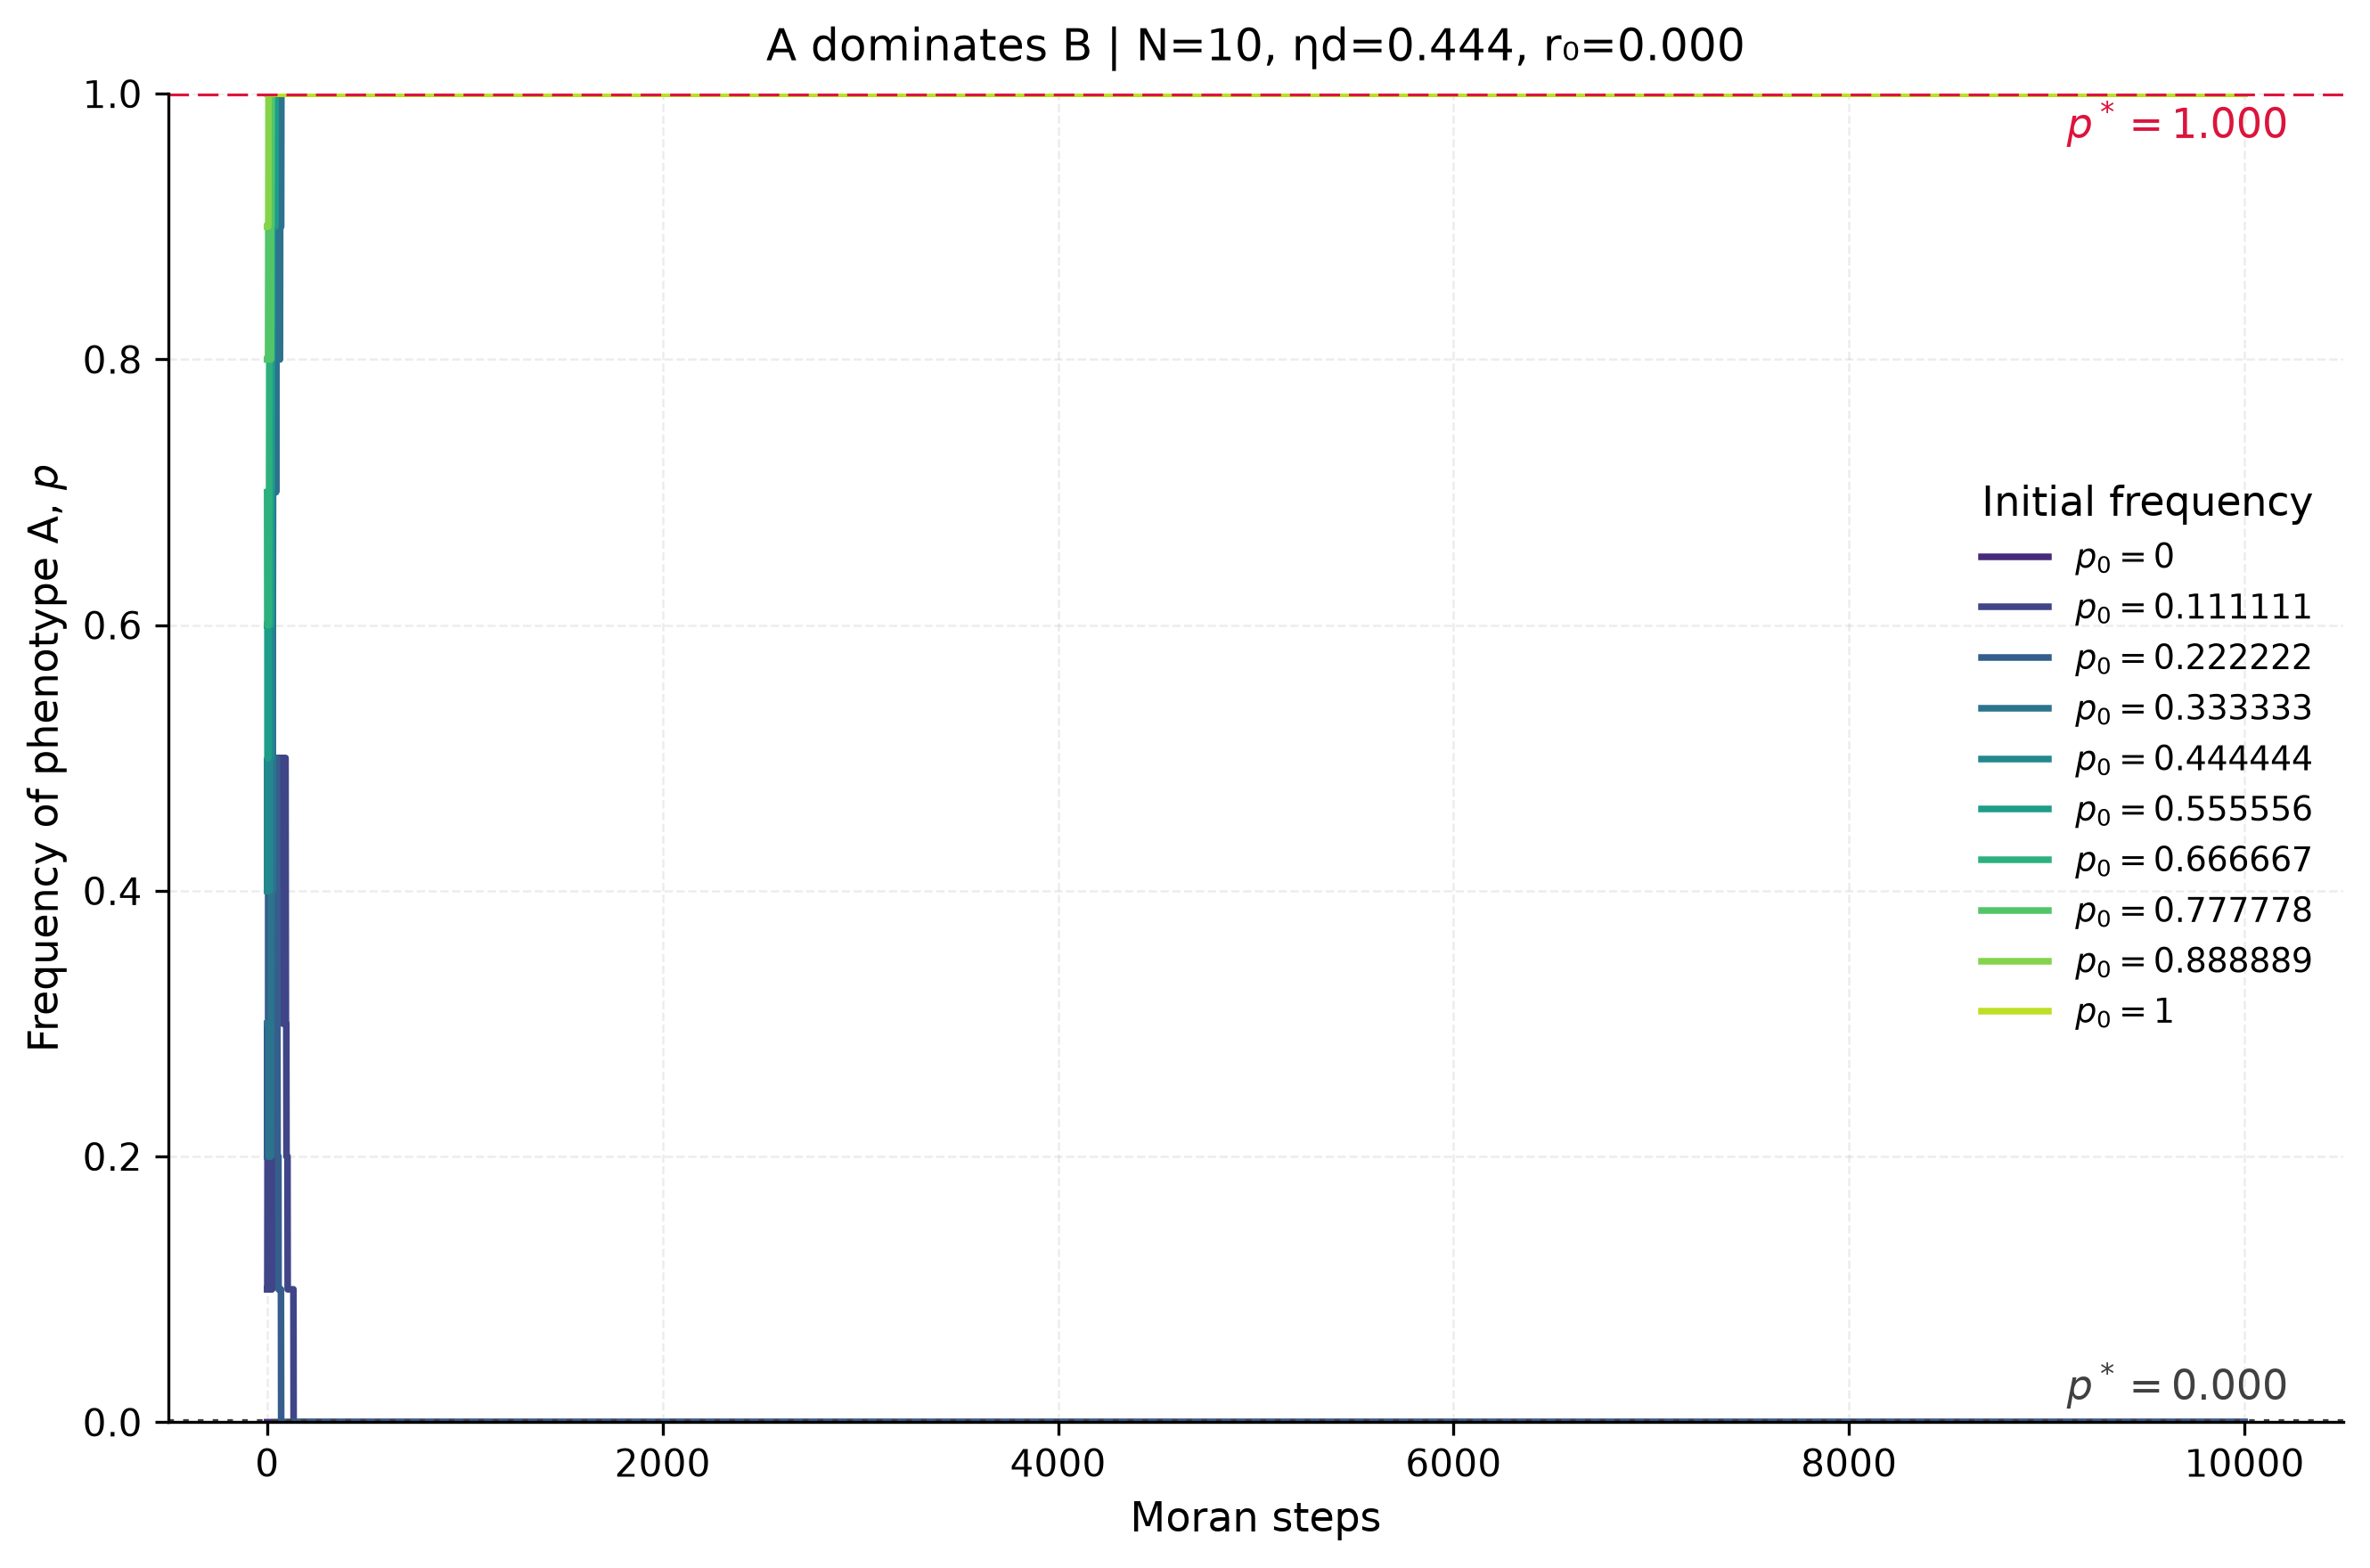 A dominates B | N=10, ηd=0.444, r₀=0.000
1.0
0.8
0.6
0.4
0.2
0.0
Frequency of phenotype A, p
p* = 1.000
Initial frequency
p₀ = 0
p₀ = 0.111111
p₀ = 0.222222
p₀ = 0.333333
p₀ = 0.444444
p₀ = 0.555556
p₀ = 0.666667
p₀ = 0.777778
p₀ = 0.888889
p₀ = 1
p* = 0.000
0 2000 4000 6000 8000 10000
Moran steps